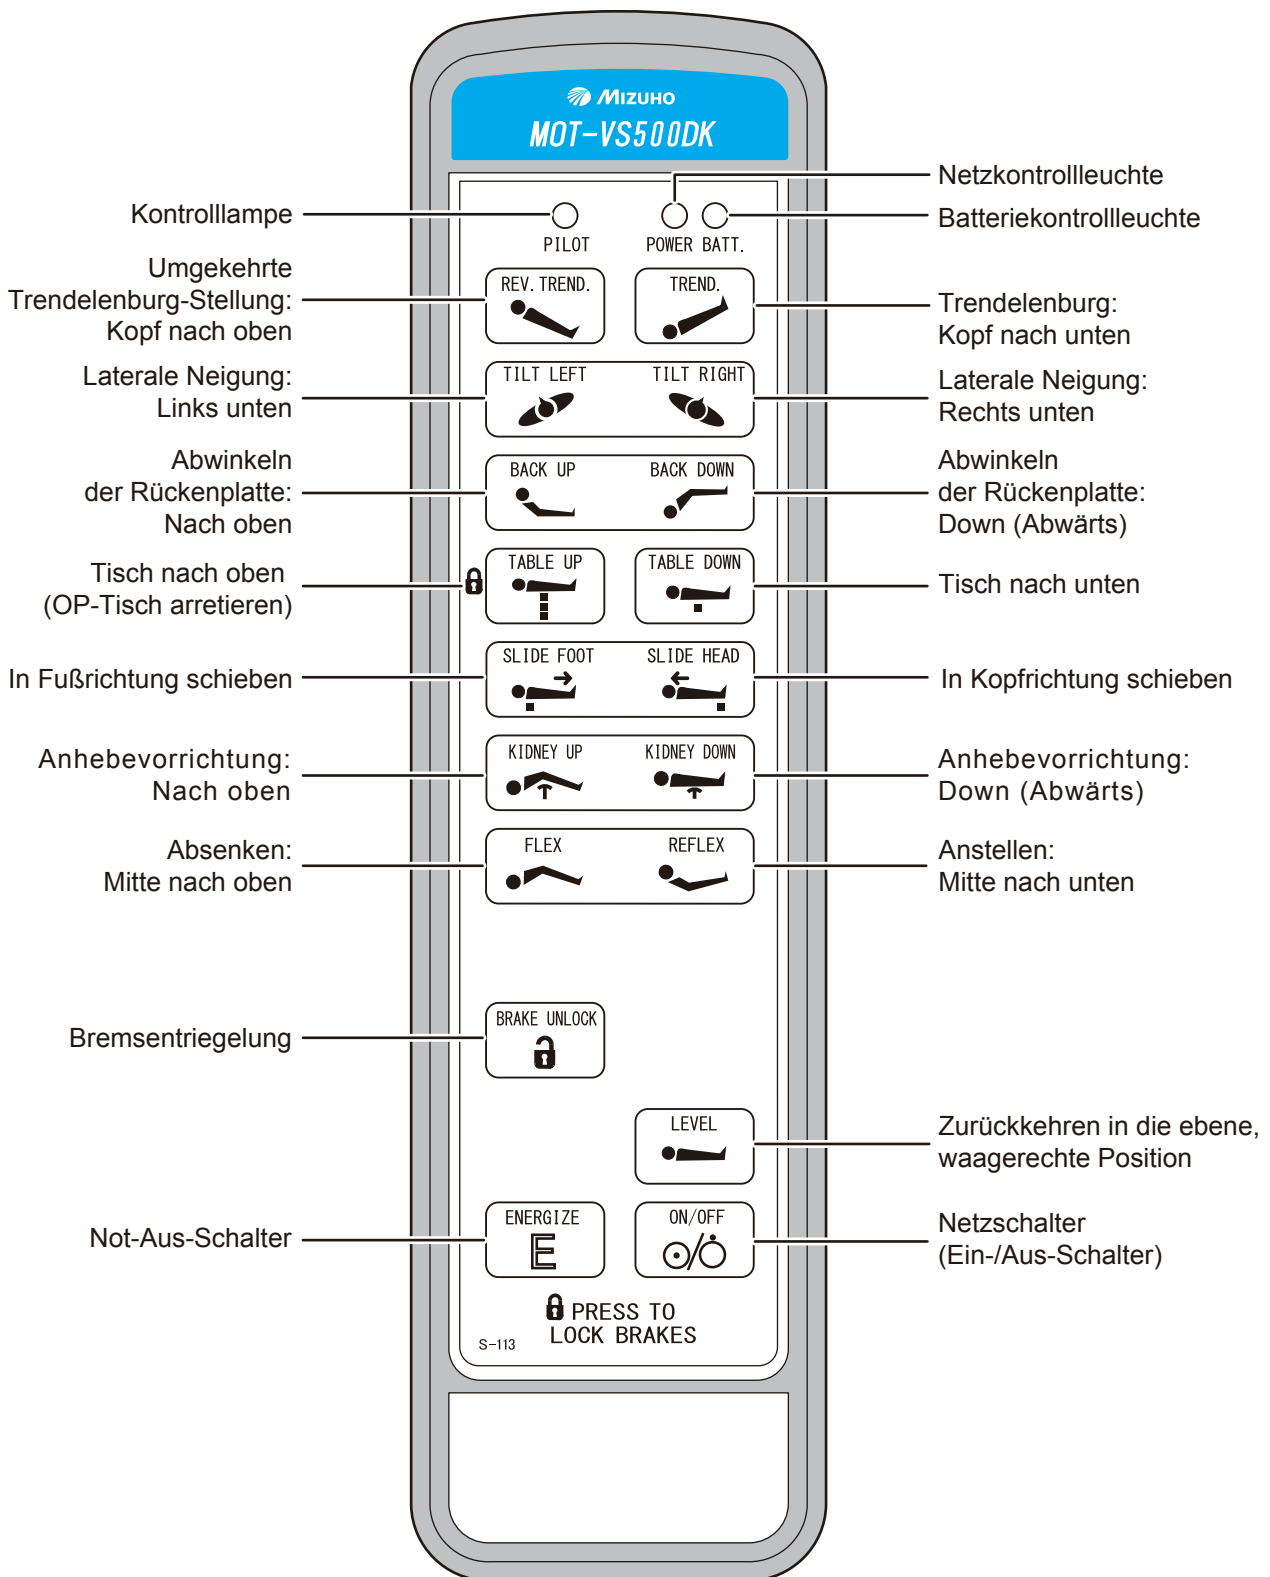 MIZUHO
MOT-VS500DK
Netzkontrollleuchte
Kontrolllampe
Batteriekontrollleuchte
PILOT
POWER BATT.
Umgekehrte
Trendelenburg-Stellung:
Kopf nach oben
REV. TREND.
TREND.
Trendelenburg:
Kopf nach unten
Laterale Neigung:
Links unten
TILT LEFT
TILT RIGHT
Laterale Neigung:
Rechts unten
Abwinkeln
der Rückenplatte:
Nach oben
BACK UP
BACK DOWN
Abwinkeln
der Rückenplatte:
Down (Abwärts)
Tisch nach oben
(OP-Tisch arretieren)
TABLE UP
TABLE DOWN
Tisch nach unten
In Fußrichtung schieben
SLIDE FOOT
SLIDE HEAD
In Kopfrichtung schieben
Anhebevorrichtung:
Nach oben
KIDNEY UP
KIDNEY DOWN
Anhebevorrichtung:
Down (Abwärts)
Absenken:
Mitte nach oben
FLEX
REFLEX
Anstellen:
Mitte nach unten
Bremsentriegelung
BRAKE UNLOCK
LEVEL
Zurückkehren in die ebene,
waagerechte Position
Not-Aus-Schalter
ENERGIZE
E
ON/OFF
Netzschalter
(Ein-/Aus-Schalter)
PRESS TO
LOCK BRAKES
S-113